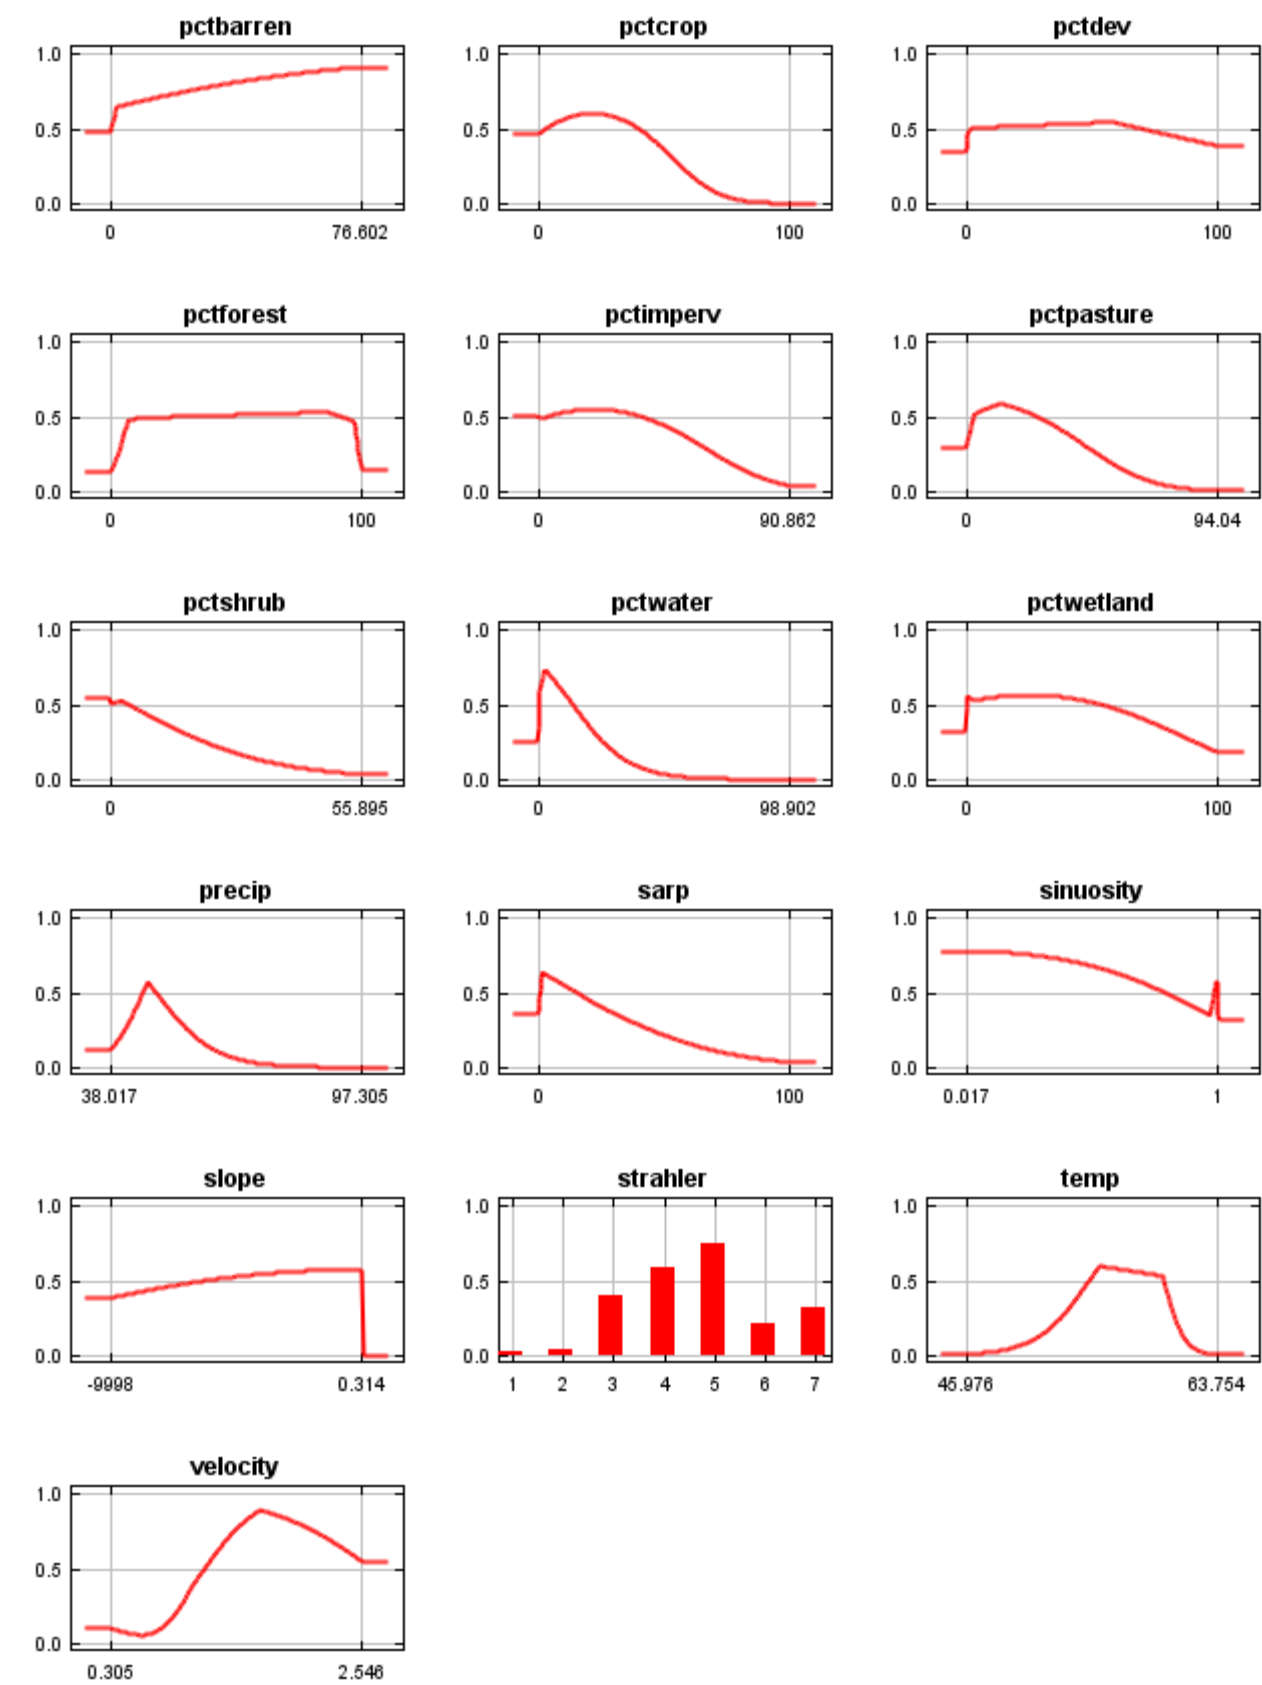 pctbarren pctcrop pctdev
1.0 1.0 1.0
0.5 0.5 0.5
0.0 0.0 0.0
0 76.602 0 100 0 100
pctforest pctimperv pctpasture
1.0 1.0 1.0
0.5 0.5 0.5
0.0 0.0 0.0
0 100 0 90.862 0 94.04
pctshrub pctwater pctwetland
1.0 1.0 1.0
0.5 0.5 0.5
0.0 0.0 0.0
0 55.895 0 98.902 0 100
precip sarp sinuosity
1.0 1.0 1.0
0.5 0.5 0.5
0.0 0.0 0.0
38.017 97.305 0 100 0.017 1
slope strahler temp
1.0 1.0 1.0
0.5 0.5 0.5
0.0 0.0 0.0
-9998 0.314 1 2 3 4 5 6 7 45.976 63.754
velocity
1.0
0.5
0.0
0.305 2.546